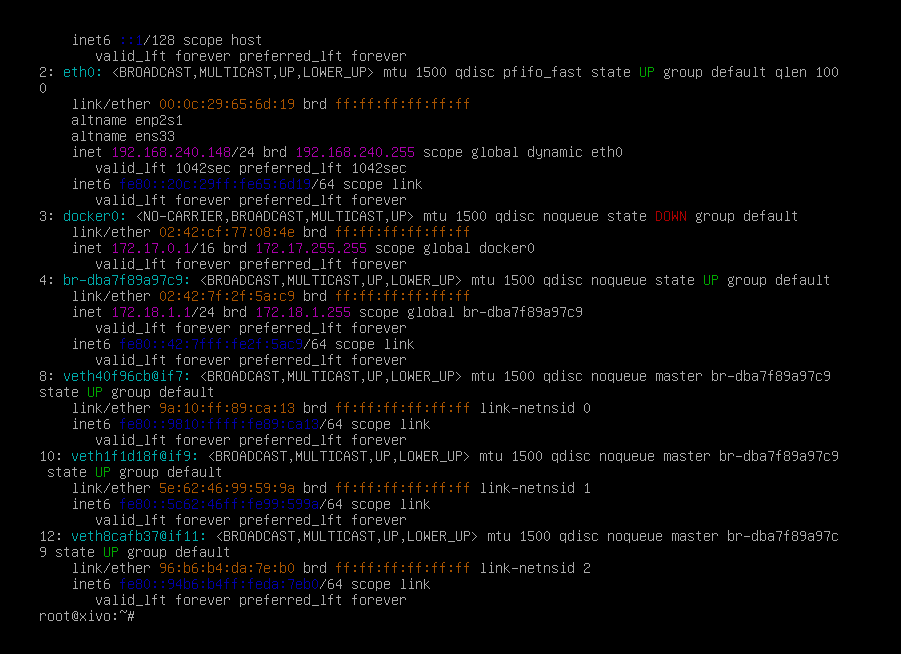 inet6 ::1/128 scope host
valid_lft forever preferred_lft forever
2: eth0: <BROADCAST,MULTICAST,UP,LOWER_UP> mtu 1500 qdisc pfifo_fast state UP group default qlen 100
0
link/ether 00:0c:29:65:6d:19 brd ff:ff:ff:ff:ff:ff
altname enp2s1
altname ens33
inet 192.168.240.148/24 brd 192.168.240.255 scope global dynamic eth0
valid_lft 1042sec preferred_lft 1042sec
inet6 fe80::20c:29ff:fe65:6d19/64 scope link
valid_lft forever preferred_lft forever
3: docker0: <NO-CARRIER,BROADCAST,MULTICAST,UP> mtu 1500 qdisc noqueue state DOWN group default
link/ether 02:42:cf:77:08:4e brd ff:ff:ff:ff:ff:ff
inet 172.17.0.1/16 brd 172.17.255.255 scope global docker0
valid_lft forever preferred_lft forever
4: br-dba7f89a97c9: <BROADCAST,MULTICAST,UP,LOWER_UP> mtu 1500 qdisc noqueue state UP group default
link/ether 02:42:7f:2f:5a:c9 brd ff:ff:ff:ff:ff:ff
inet 172.18.1.1/24 brd 172.18.1.255 scope global br-dba7f89a97c9
valid_lft forever preferred_lft forever
inet6 fe80::42:7fff:fe2f:5ac9/64 scope link
valid_lft forever preferred_lft forever
8: veth40f96cb@if7: <BROADCAST,MULTICAST,UP,LOWER_UP> mtu 1500 qdisc noqueue master br-dba7f89a97c9
state UP group default
link/ether 9a:10:ff:89:ca:13 brd ff:ff:ff:ff:ff:ff link-netnsid 0
inet6 fe80::9810:ffff:fe89:ca13/64 scope link
valid_lft forever preferred_lft forever
10: veth1f1d18f@if9: <BROADCAST,MULTICAST,UP,LOWER_UP> mtu 1500 qdisc noqueue master br-dba7f89a97c9
state UP group default
link/ether 5e:62:46:99:59:9a brd ff:ff:ff:ff:ff:ff link-netnsid 1
inet6 fe80::5c62:46ff:fe99:599a/64 scope link
valid_lft forever preferred_lft forever
12: veth8cafb37@if11: <BROADCAST,MULTICAST,UP,LOWER_UP> mtu 1500 qdisc noqueue master br-dba7f89a97c
9 state UP group default
link/ether 96:b6:b4:da:7e:b0 brd ff:ff:ff:ff:ff:ff link-netnsid 2
inet6 fe80::94b6:b4ff:feda:7eb0/64 scope link
valid_lft forever preferred_lft forever
root@xivo:~#